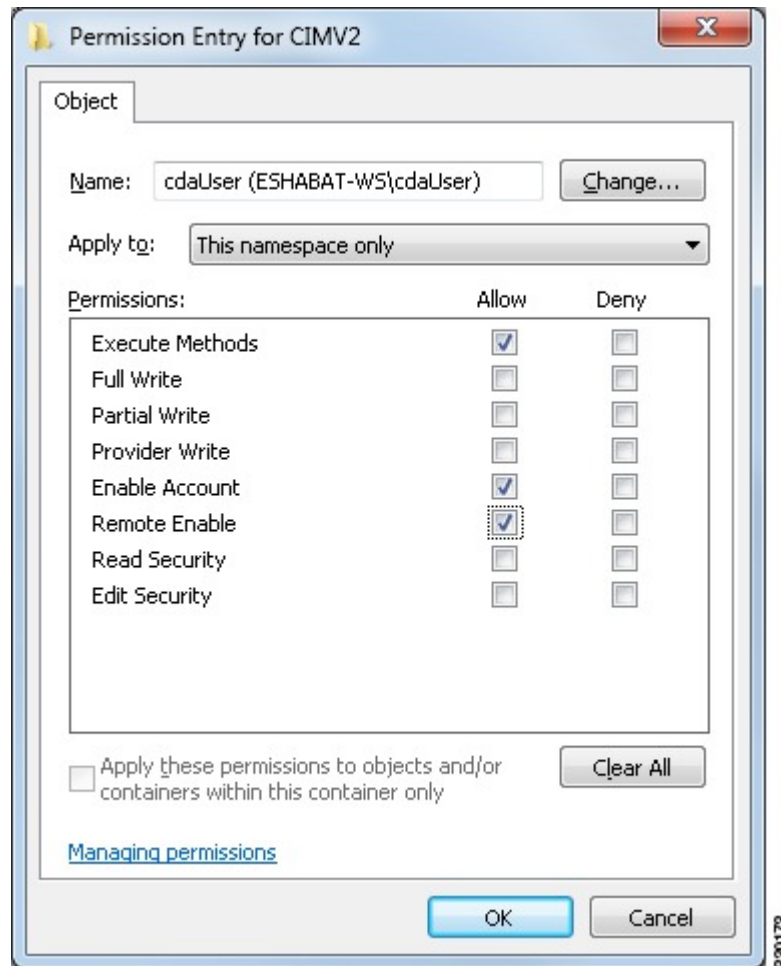 Permission Entry for CIMV2
Object
Name: cdaUser (ESHABAT-WS\cdaUser) Change...
Apply to: This namespace only
Permissions: Allow Deny
Execute Methods
Full Write
Partial Write
Provider Write
Enable Account
Remote Enable
Read Security
Edit Security
Apply these permissions to objects and/or
containers within this container only
Clear All
Managing permissions
OK Cancel